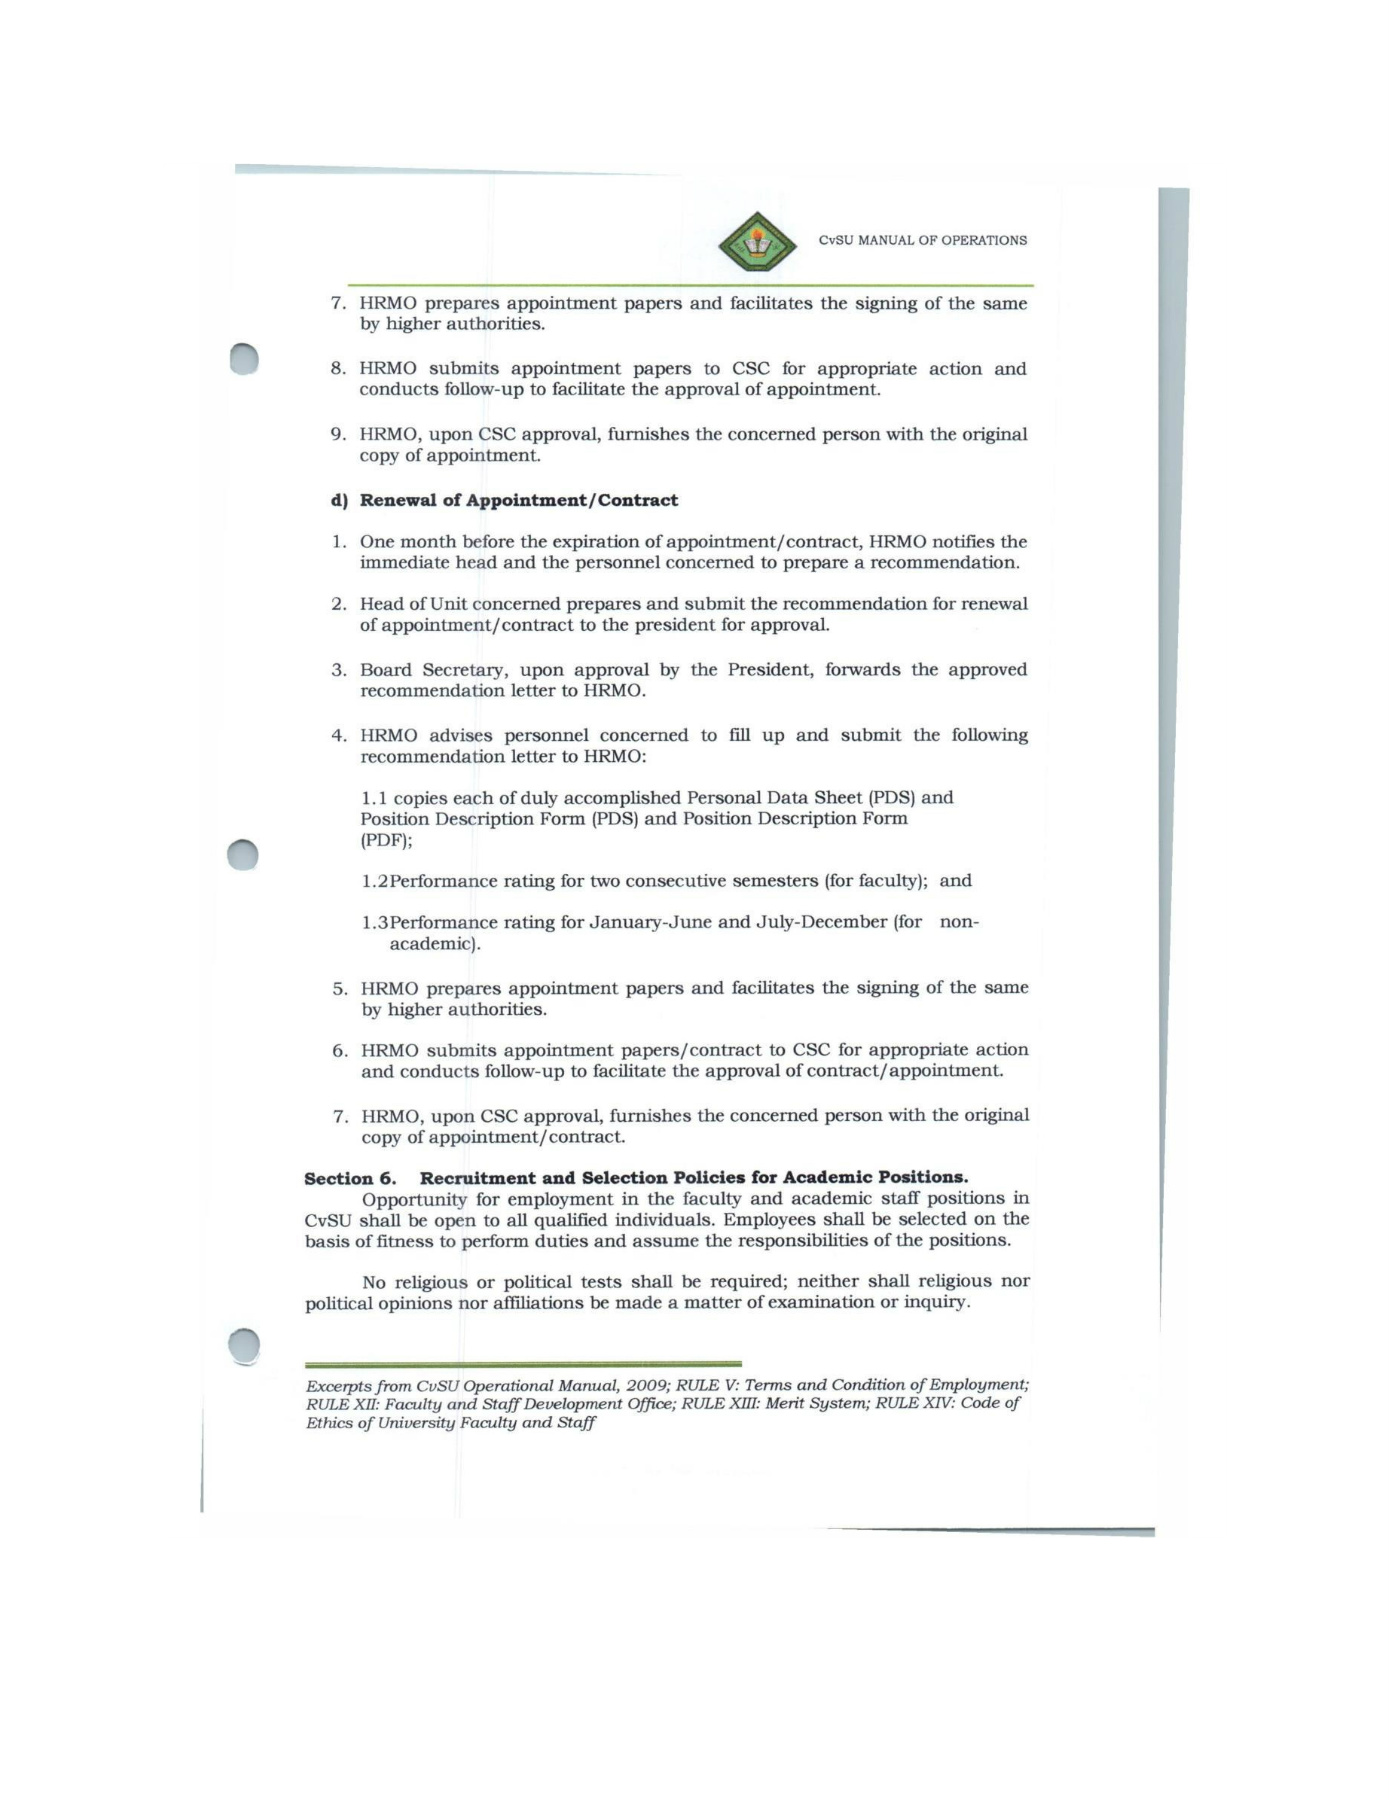 CvSU MANUAL OF OPERATIONS
7. HRMO prepares appointment papers and facilitates the signing of the same
by higher authorities.
8. HRMO submits appointment papers to CSC for appropriate action and
conducts follow-up to facilitate the approval of appointment.
9. HRMO, upon CSC approval, furnishes the concerned person with the original
copy of appointment.
d) Renewal of Appointment/Contract
1. One month before the expiration of appointment/contract, HRMO notifies the
immediate head and the personnel concerned to prepare a recommendation.
2. Head of Unit concerned prepares and submit the recommendation for renewal
of appointment/contract to the president for approval.
3. Board Secretary, upon approval by the President, forwards the approved
recommendation letter to HRMO.
4. HRMO advises personnel concerned to fill up and submit the following
recommendation letter to HRMO:
1.1 copies each of duly accomplished Personal Data Sheet (PDS) and
Position Description Form (PDS) and Position Description Form
(PDF);
1.2Performance rating for two consecutive semesters (for faculty); and
1.3Performance rating for January-June and July-December (for non-
academic).
5. HRMO prepares appointment papers and facilitates the signing of the same
by higher authorities.
6. HRMO submits appointment papers/contract to CSC for appropriate action
and conducts follow-up to facilitate the approval of contract/appointment.
7. HRMO, upon CSC approval, furnishes the concerned person with the original
copy of appointment/contract.
Section 6. Recruitment and Selection Policies for Academic Positions.
Opportunity for employment in the faculty and academic staff positions in
CvSU shall be open to all qualified individuals. Employees shall be selected on the
basis of fitness to perform duties and assume the responsibilities of the positions.
No religious or political tests shall be required; neither shall religious nor
political opinions nor affiliations be made a matter of examination or inquiry.
Excerpts from CvSU Operational Manual, 2009; RULE V: Terms and Condition of Employment;
RULE XII: Faculty and Staff Development Office; RULE XIII: Merit System; RULE XIV: Code of
Ethics of University Faculty and Staff